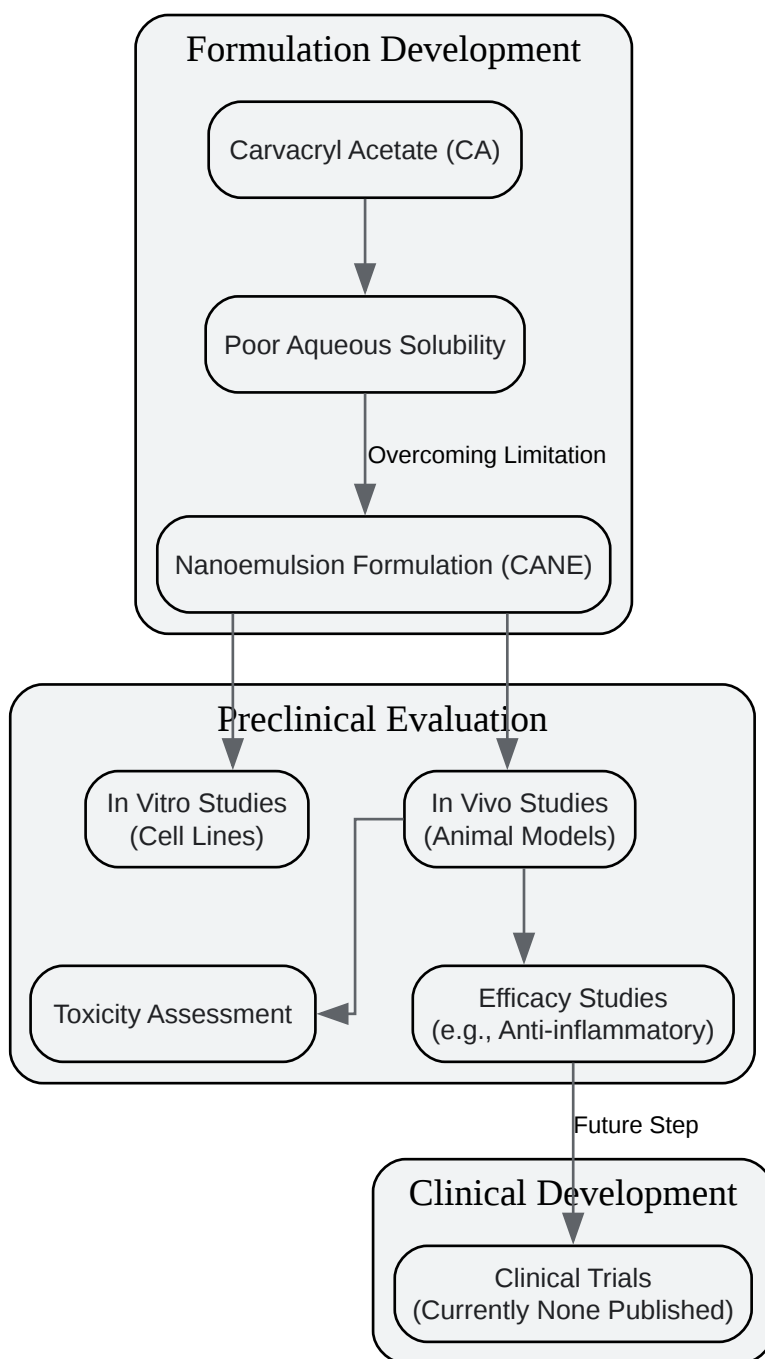 Formulation Development
Carvacryl Acetate (CA)
Poor Aqueous Solubility
Overcoming Limitation
Nanoemulsion Formulation (CANE)
Preclinical Evaluation
In Vitro Studies
(Cell Lines)
In Vivo Studies
(Animal Models)
Toxicity Assessment
Efficacy Studies
(e.g., Anti-inflammatory)
Future Step
Clinical Development
Clinical Trials
(Currently None Published)